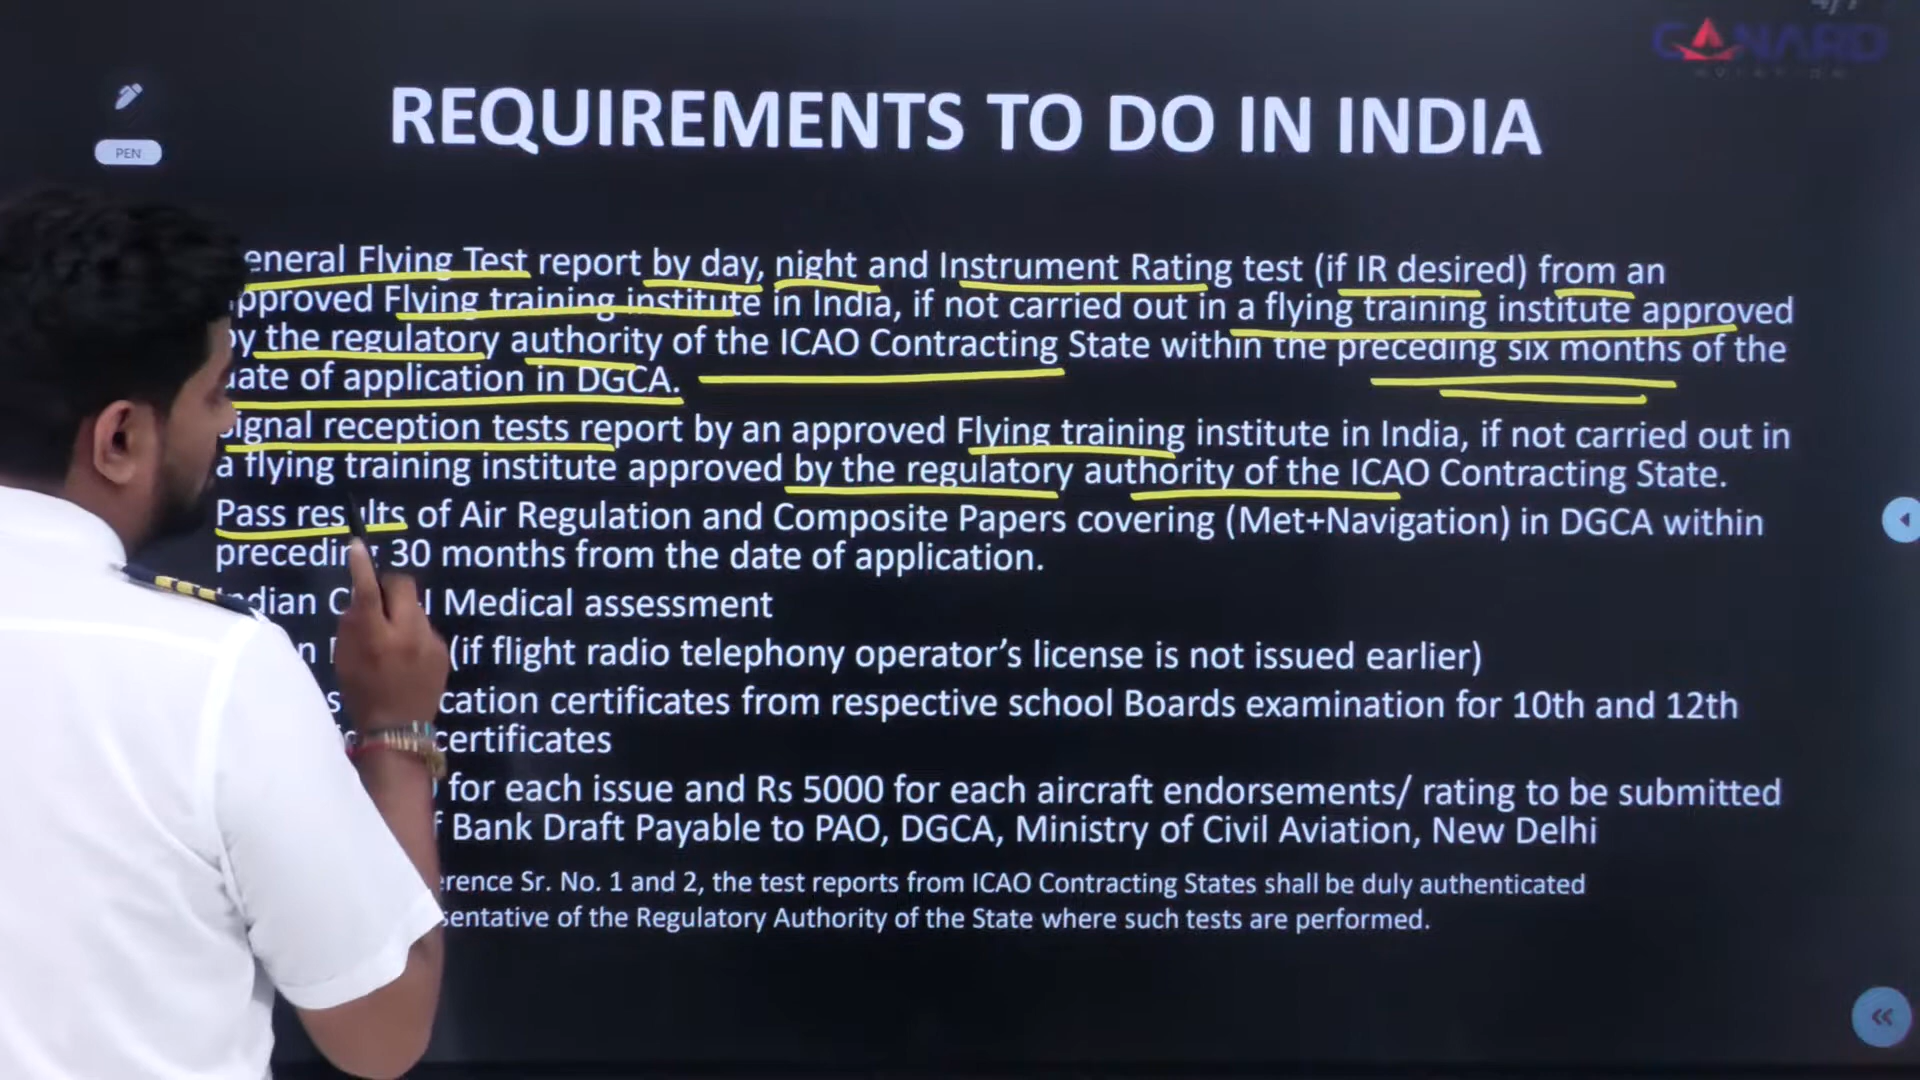 CANARD
AVIATION
PEN
REQUIREMENTS TO DO IN INDIA
eneral Flying Test report by day, night and Instrument Rating test (if IR desired) from an
pproved Flying training institute in India, if not carried out in a flying training institute approved
by the regulatory authority of the ICAO Contracting State within the preceding six months of the
date of application in DGCA.
ignal reception tests report by an approved Flying training institute in India, if not carried out in
a flying training institute approved by the regulatory authority of the ICAO Contracting State.
Pass results of Air Regulation and Composite Papers covering (Met+Navigation) in DGCA within
preceding 30 months from the date of application.
ndian C I Medical assessment
n (if flight radio telephony operator's license is not issued earlier)
s cation certificates from respective school Boards examination for 10th and 12th
certificates
for each issue and Rs 5000 for each aircraft endorsements/ rating to be submitted
f Bank Draft Payable to PAO, DGCA, Ministry of Civil Aviation, New Delhi
erence Sr. No. 1 and 2, the test reports from ICAO Contracting States shall be duly authenticated
sentative of the Regulatory Authority of the State where such tests are performed.